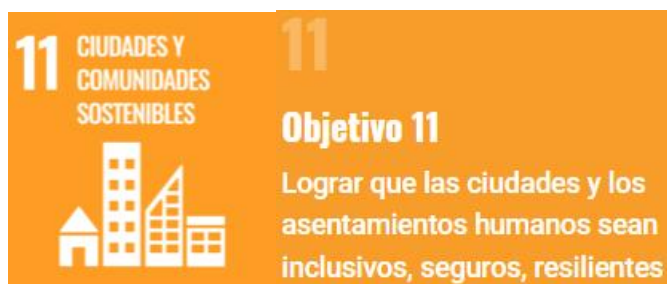 11 CIUDADES Y
COMUNIDADES
SOSTENIBLES
11
Objetivo 11
Lograr que las ciudades y los
asentamientos humanos sean
inclusivos, seguros, resilientes